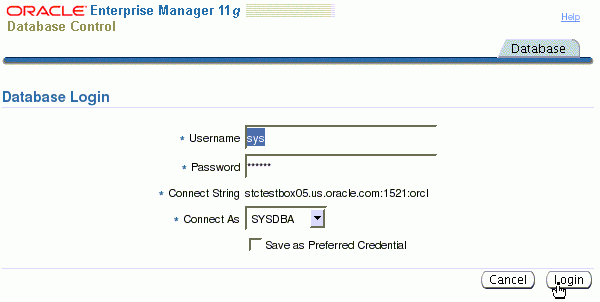 ORACLE Enterprise Manager 11g
Database Control
Help
Database
Database Login
* Username sys
* Password ******
* Connect String stctestbox05.us.oracle.com:1521:orcl
* Connect As SYSDBA
Save as Preferred Credential
Cancel Login